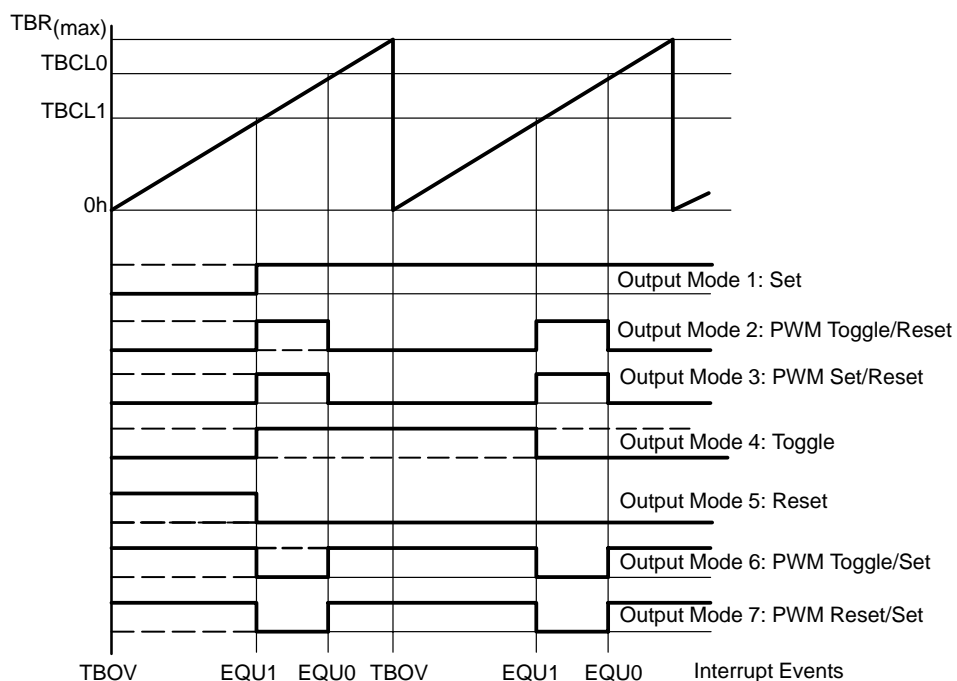 TBR(max)
TBCL0
TBCL1
0h
Output Mode 1: Set
Output Mode 2: PWM Toggle/Reset
Output Mode 3: PWM Set/Reset
Output Mode 4: Toggle
Output Mode 5: Reset
Output Mode 6: PWM Toggle/Set
Output Mode 7: PWM Reset/Set
TBOV EQU1 EQU0 TBOV EQU1 EQU0 Interrupt Events